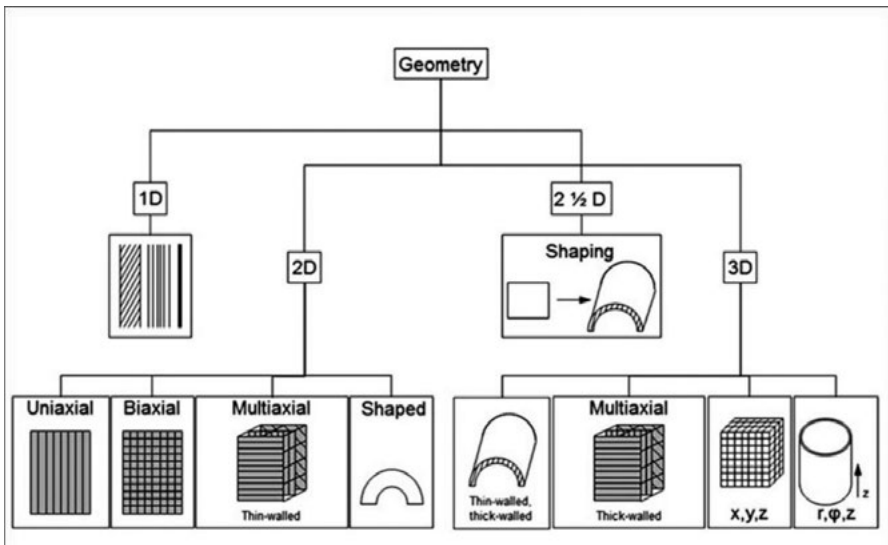 Geometry
1D
2 ½ D
Shaping
2D
3D
Uniaxial
Biaxial
Multiaxial
Thin-walled
Shaped
Thin-walled,
thick-walled
Multiaxial
Thick-walled
x,y,z
z
r,φ,z